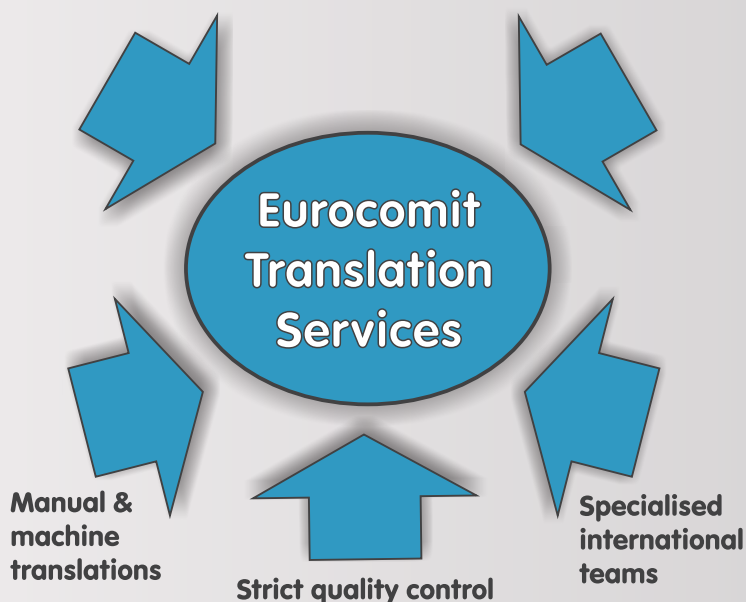 Eurocomit
Translation
Services
Manual &
machine
translations
Strict quality control
Specialised
international
teams